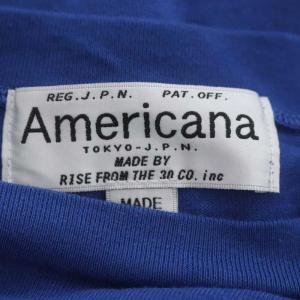 REG.J.P.N. PAT.OFF.
Americana
TOKYO-J.P.N.
MADE BY
RISE FROM THE 30 CO. inc
MADE